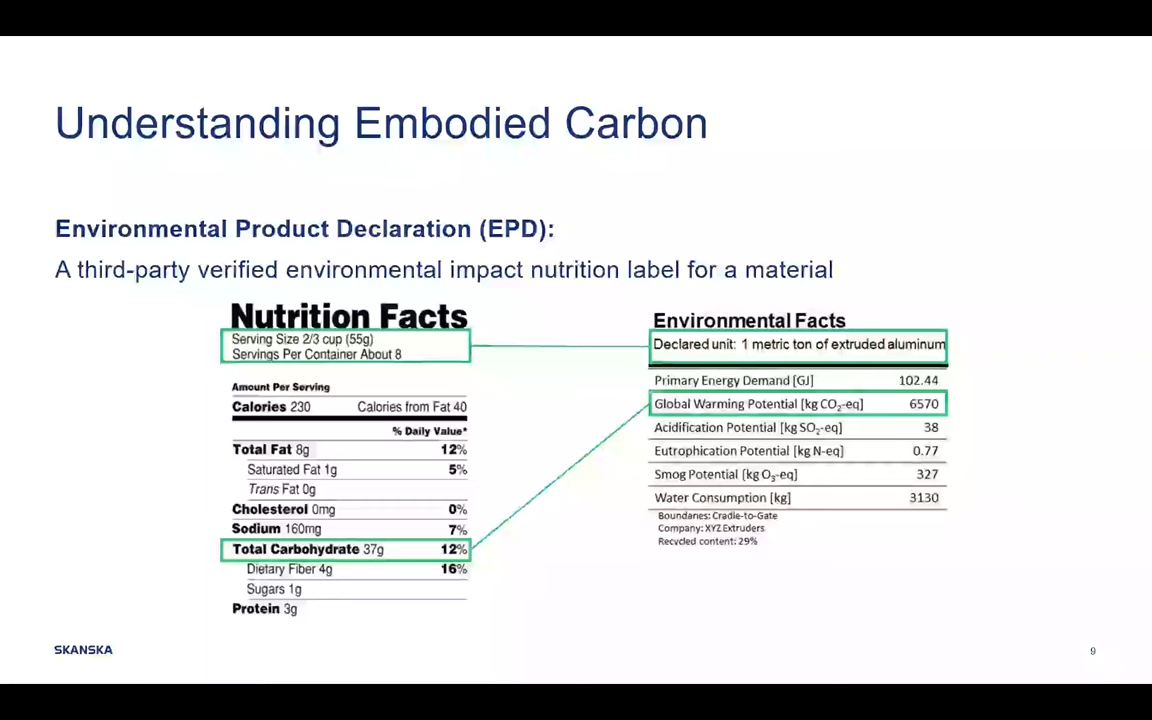 Understanding Embodied Carbon
Environmental Product Declaration (EPD):
A third-party verified environmental impact nutrition label for a material
Nutrition Facts
Serving Size 2/3 cup (55g)
Servings Per Container About 8
Amount Per Serving
Calories 230 Calories from Fat 40
% Daily Value*
Total Fat 8g 12%
Saturated Fat 1g 5%
Trans Fat 0g
Cholesterol 0mg 0%
Sodium 160mg 7%
Total Carbohydrate 37g 12%
Dietary Fiber 4g 16%
Sugars 1g
Protein 3g
Environmental Facts
Declared unit: 1 metric ton of extruded aluminum
Primary Energy Demand [GJ] 102.44
Global Warming Potential [kg CO₂-eq] 6570
Acidification Potential [kg SO₂-eq] 38
Eutrophication Potential [kg N-eq] 0.77
Smog Potential [kg O₃-eq] 327
Water Consumption [kg] 3130
Boundaries: Cradle-to-Gate
Company: XYZ Extruders
Recycled content: 29%
SKANSKA
9